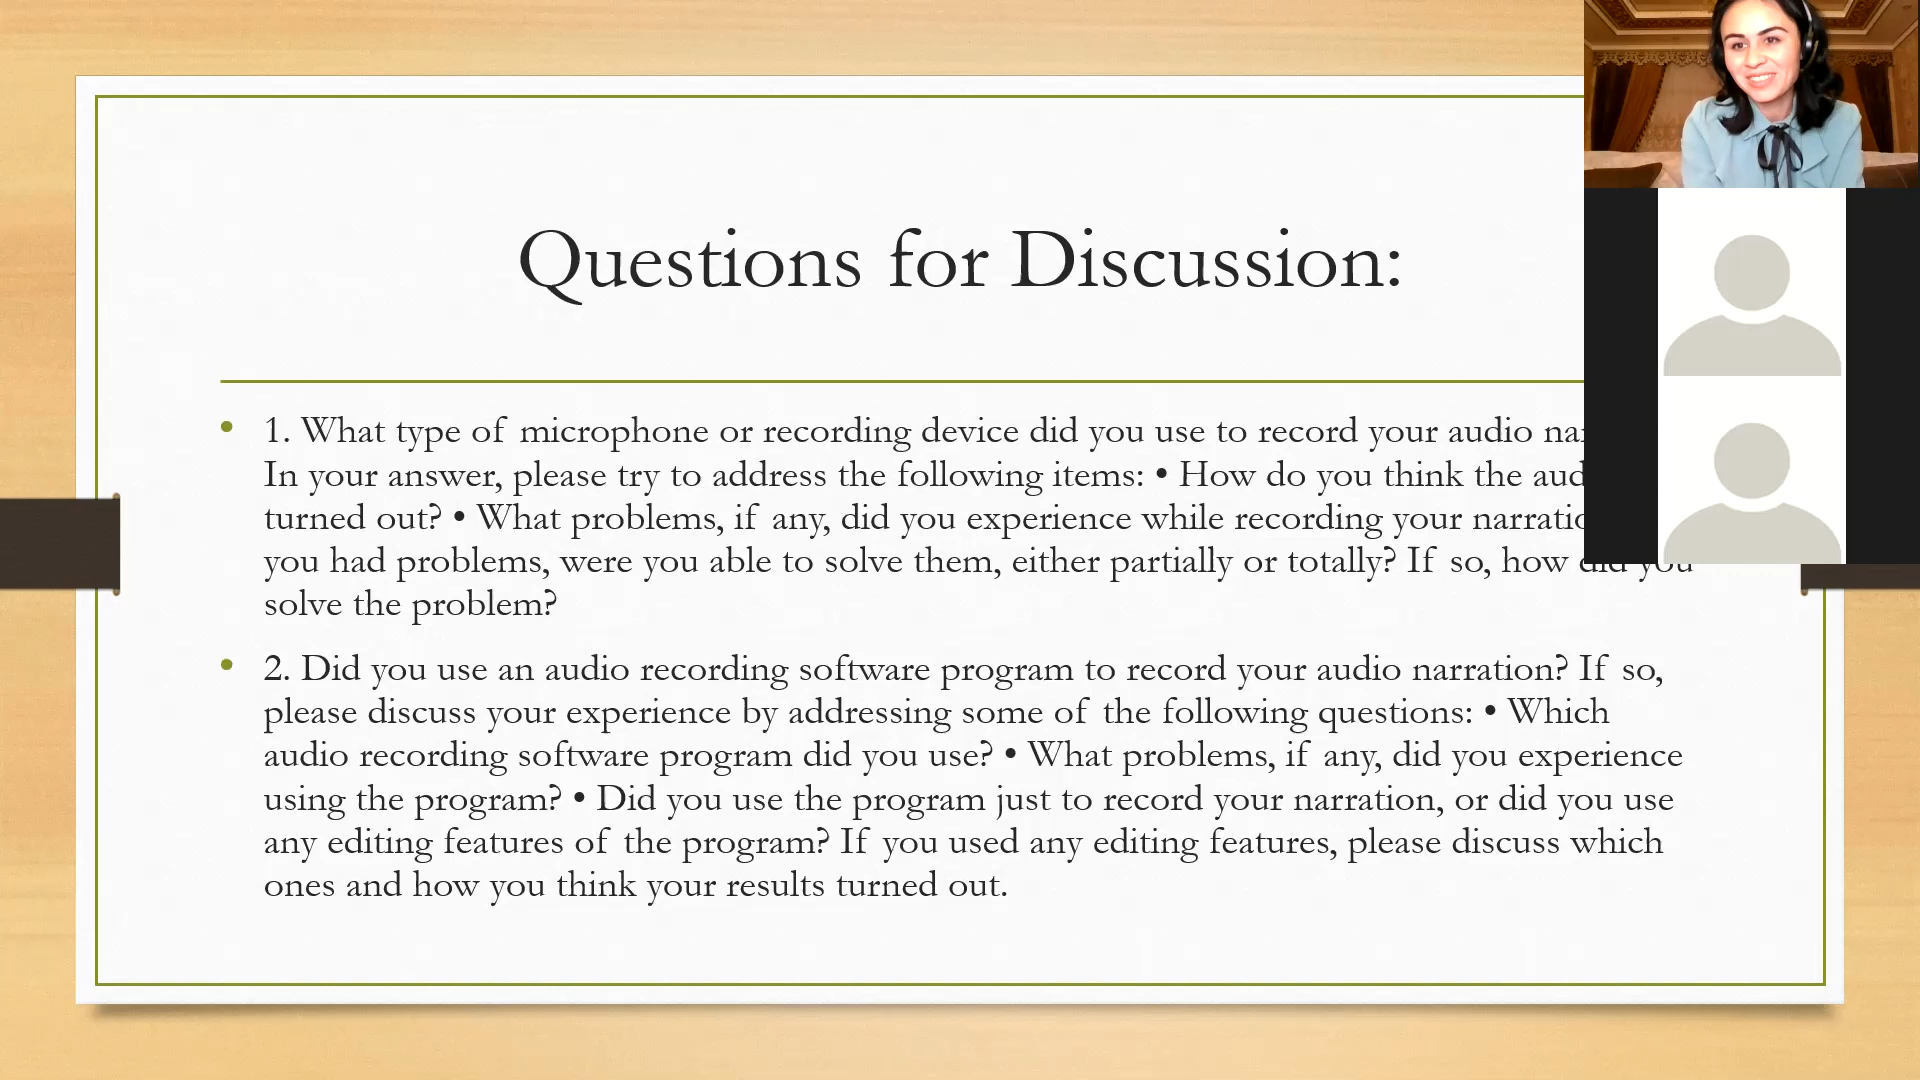 Questions for Discussion:
• 1. What type of microphone or recording device did you use to record your audio
In your answer, please try to address the following items: • How do you think the
turned out? • What problems, if any, did you experience while recording your
you had problems, were you able to solve them, either partially or totally? If so, how did you
solve the problem?
• 2. Did you use an audio recording software program to record your audio narration? If so,
please discuss your experience by addressing some of the following questions: • Which
audio recording software program did you use? • What problems, if any, did you experience
using the program? • Did you use the program just to record your narration, or did you use
any editing features of the program? If you used any editing features, please discuss which
ones and how you think your results turned out.